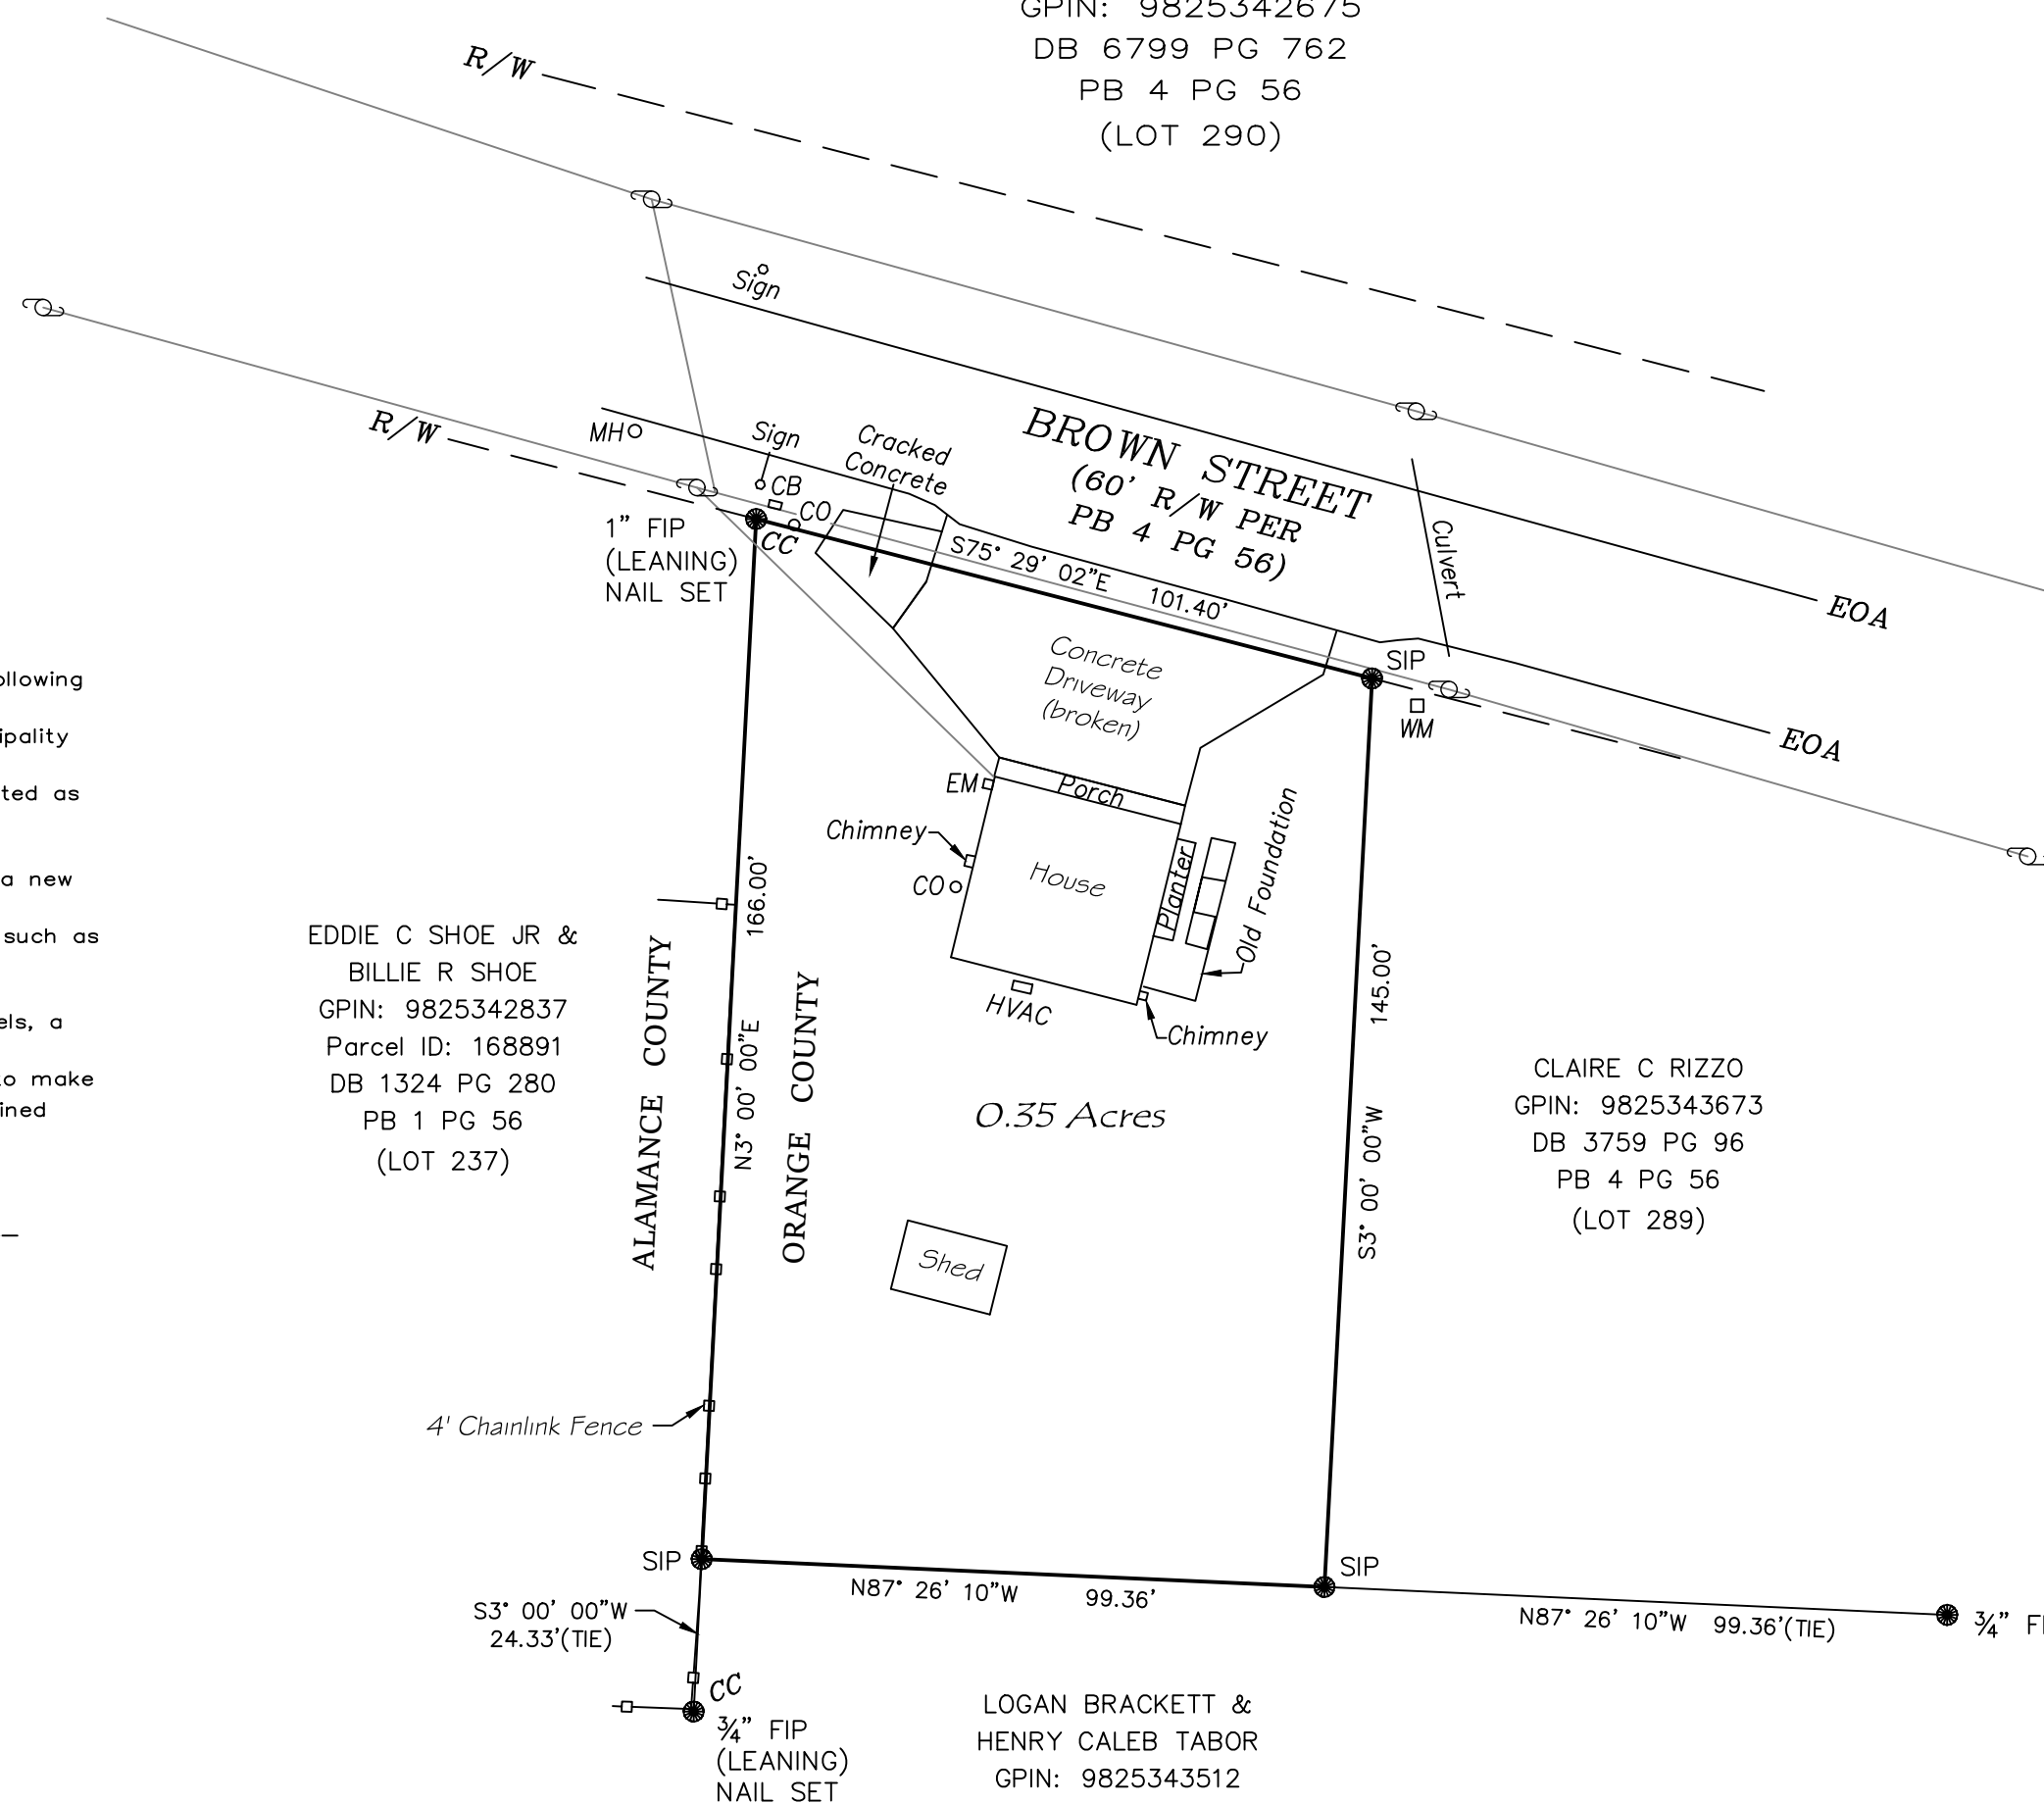 GPIN: 9825342675
DB 6799 PG 762
PB 4 PG 56
(LOT 290)
R/W
Sign
R/W
MH
Sign
CB
CO
CC
Cracked
Concrete
BROWN STREET
(60' R/W PER
PB 4 PG 56)
Culvert
EOA
EOA
1" FIP
(LEANING)
NAIL SET
S75° 29' 02"E 101.40'
SIP
WM
Concrete
Driveway
(broken)
ollowing
ipality
ted as
a new
such as
els, a
o make
ined
EM
Porch
Chimney
CO
House
Planter
Old Foundation
HVAC
Chimney
166.00'
N3° 00' 00"E
145.00'
S3° 00' 00"W
EDDIE C SHOE JR &
BILLIE R SHOE
GPIN: 9825342837
Parcel ID: 168891
DB 1324 PG 280
PB 1 PG 56
(LOT 237)
ALAMANCE COUNTY
ORANGE COUNTY
0.35 Acres
CLAIRE C RIZZO
GPIN: 9825343673
DB 3759 PG 96
PB 4 PG 56
(LOT 289)
Shed
4' Chainlink Fence
SIP
SIP
N87° 26' 10"W 99.36'
S3° 00' 00"W
24.33'(TIE)
N87° 26' 10"W 99.36'(TIE)
¾" F
CC
¾" FIP
(LEANING)
NAIL SET
LOGAN BRACKETT &
HENRY CALEB TABOR
GPIN: 9825343512